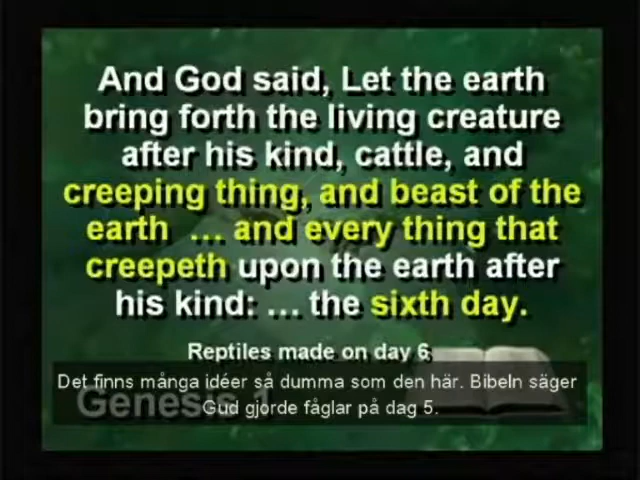 And God said, Let the earth
bring forth the living creature
after his kind, cattle, and
creeping thing, and beast of the
earth ... and every thing that
creepeth upon the earth after
his kind: ... the sixth day.
Reptiles made on day 6
Det finns många idéer så dumma som den här. Bibeln säger
Gud gjorde fåglar på dag 5.
Genesis 1